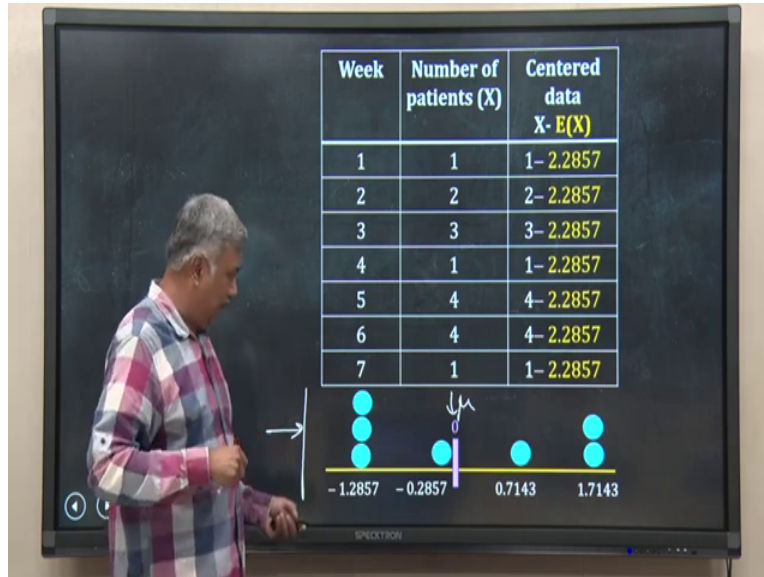 Week Number of patients (X) Centered data X- E(X)
1 1 1– 2.2857
2 2 2– 2.2857
3 3 3– 2.2857
4 1 1– 2.2857
5 4 4– 2.2857
6 4 4– 2.2857
7 1 1– 2.2857
μ
0
– 1.2857 – 0.2857 0.7143 1.7143
SPECKTRON